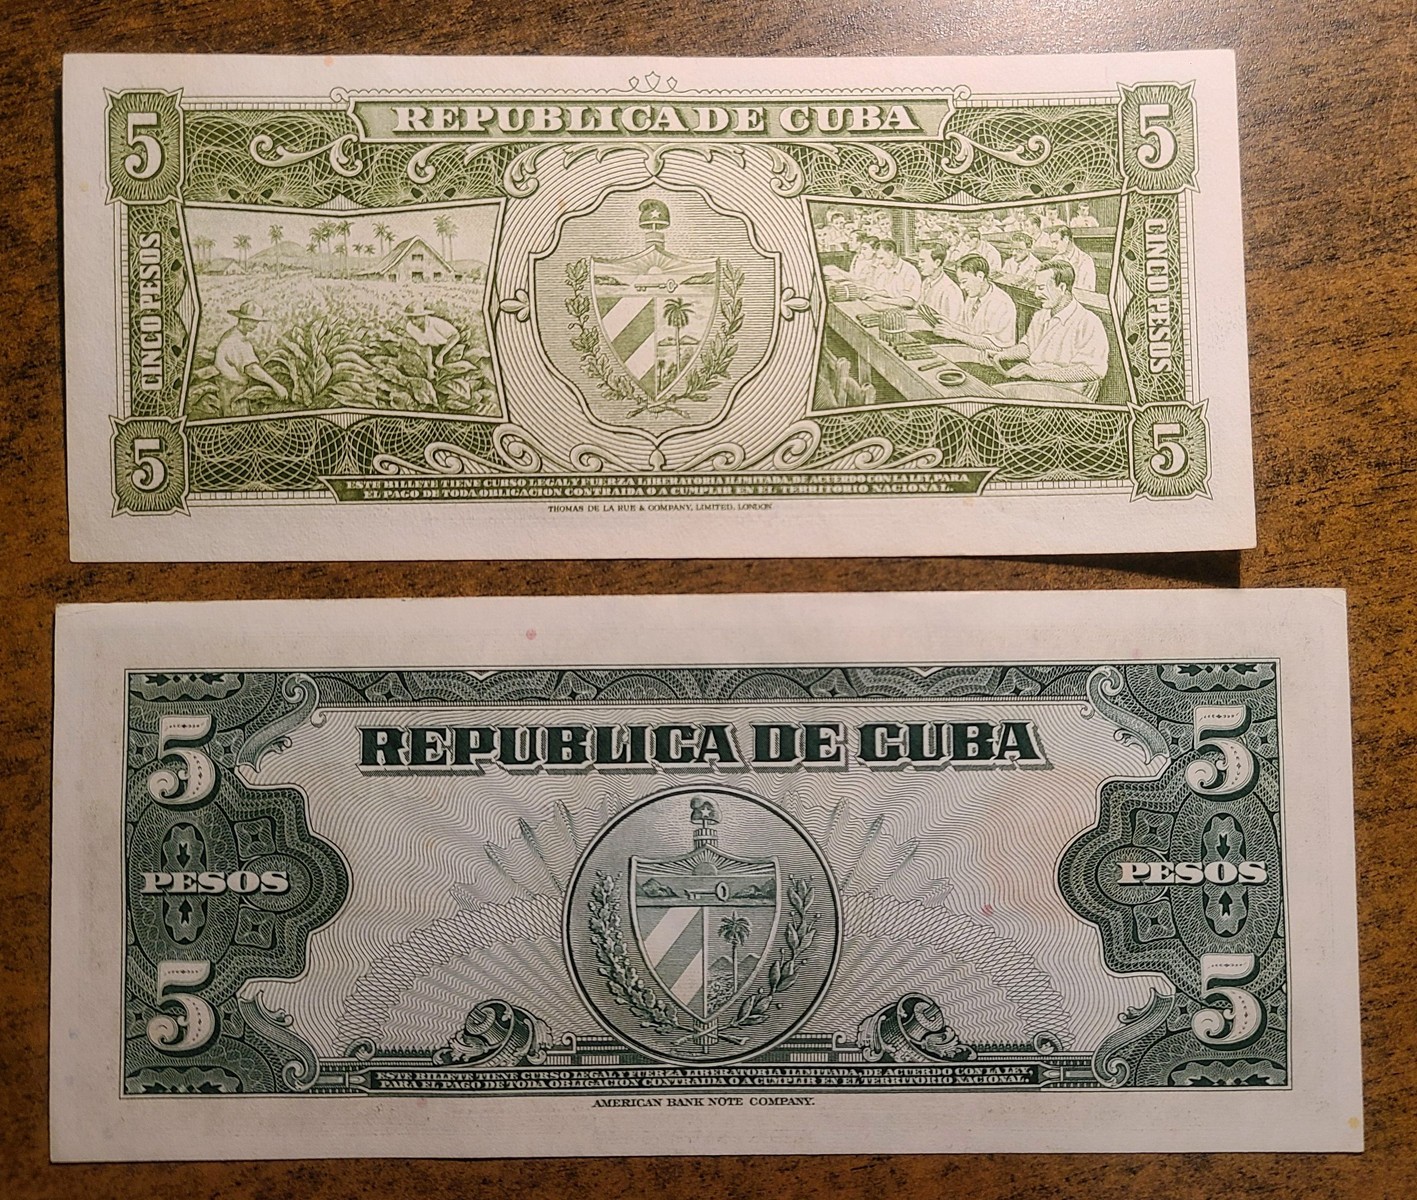 5 REPUBLICA DE CUBA 5
CINCO PESOS
CINCO PESOS
5 5
ESTE BILLETE TIENE CURSO LEGAL Y FUERZA LIBERATORIA ILIMITADA, DE ACUERDO CON LA LEY, PARA
EL PAGO DE TODA OBLIGACION CONTRAIDA O A CUMPLIR EN EL TERRITORIO NACIONAL.
THOMAS DE LA RUE & COMPANY, LIMITED, LONDON
5 REPUBLICA DE CUBA 5
PESOS PESOS
5 5
ESTE BILLETE TIENE CURSO LEGAL Y FUERZA LIBERATORIA ILIMITADA, DE ACUERDO CON LA LEY,
PARA EL PAGO DE TODA OBLIGACION CONTRAIDA O A CUMPLIR EN EL TERRITORIO NACIONAL.
AMERICAN BANK NOTE COMPANY.